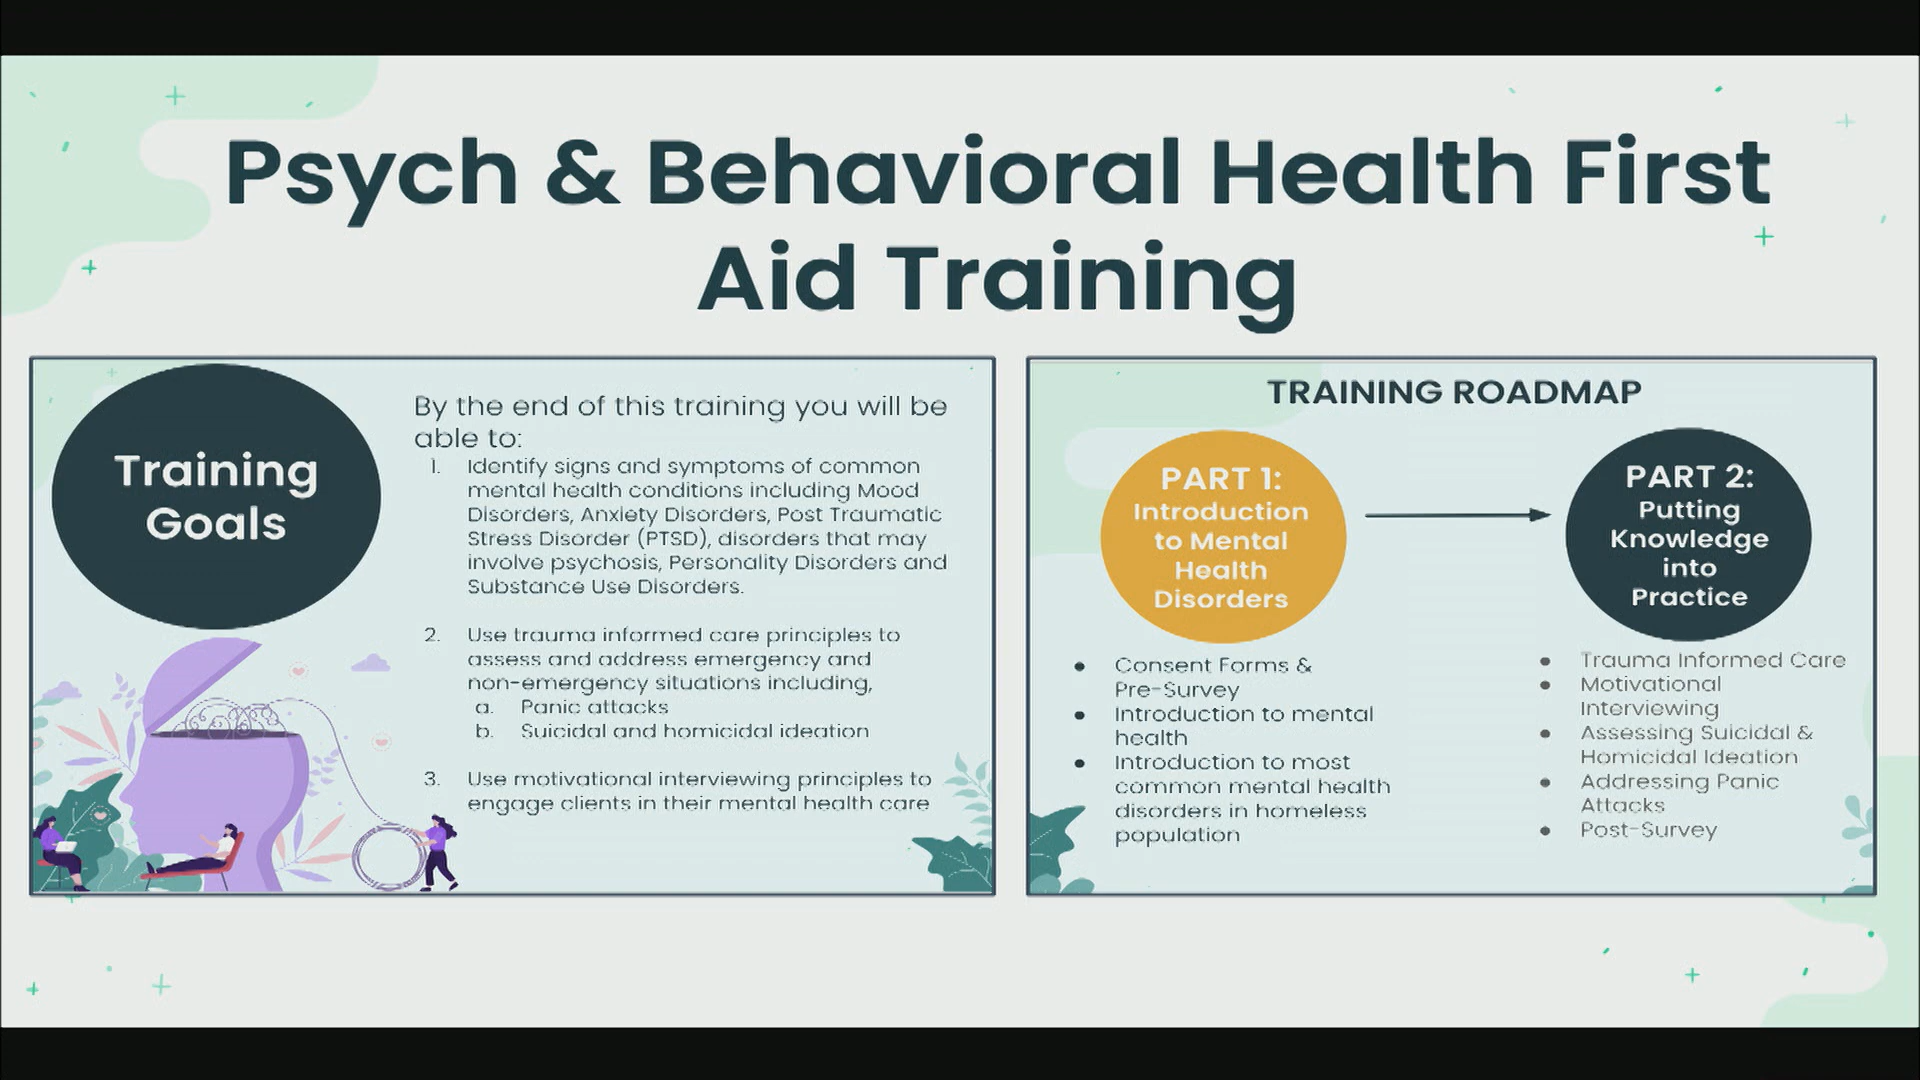 Psych & Behavioral Health First
Aid Training
Training
Goals
By the end of this training you will be
able to:
1. Identify signs and symptoms of common
mental health conditions including Mood
Disorders, Anxiety Disorders, Post Traumatic
Stress Disorder (PTSD), disorders that may
involve psychosis, Personality Disorders and
Substance Use Disorders.
2. Use trauma informed care principles to
assess and address emergency and
non-emergency situations including,
a. Panic attacks
b. Suicidal and homicidal ideation
3. Use motivational interviewing principles to
engage clients in their mental health care
TRAINING ROADMAP
PART 1:
Introduction
to Mental
Health
Disorders
● Consent Forms &
Pre-Survey
● Introduction to mental
health
● Introduction to most
common mental health
disorders in homeless
population
PART 2:
Putting
Knowledge
into
Practice
● Trauma Informed Care
● Motivational
Interviewing
● Assessing Suicidal &
Homicidal Ideation
● Addressing Panic
Attacks
● Post-Survey